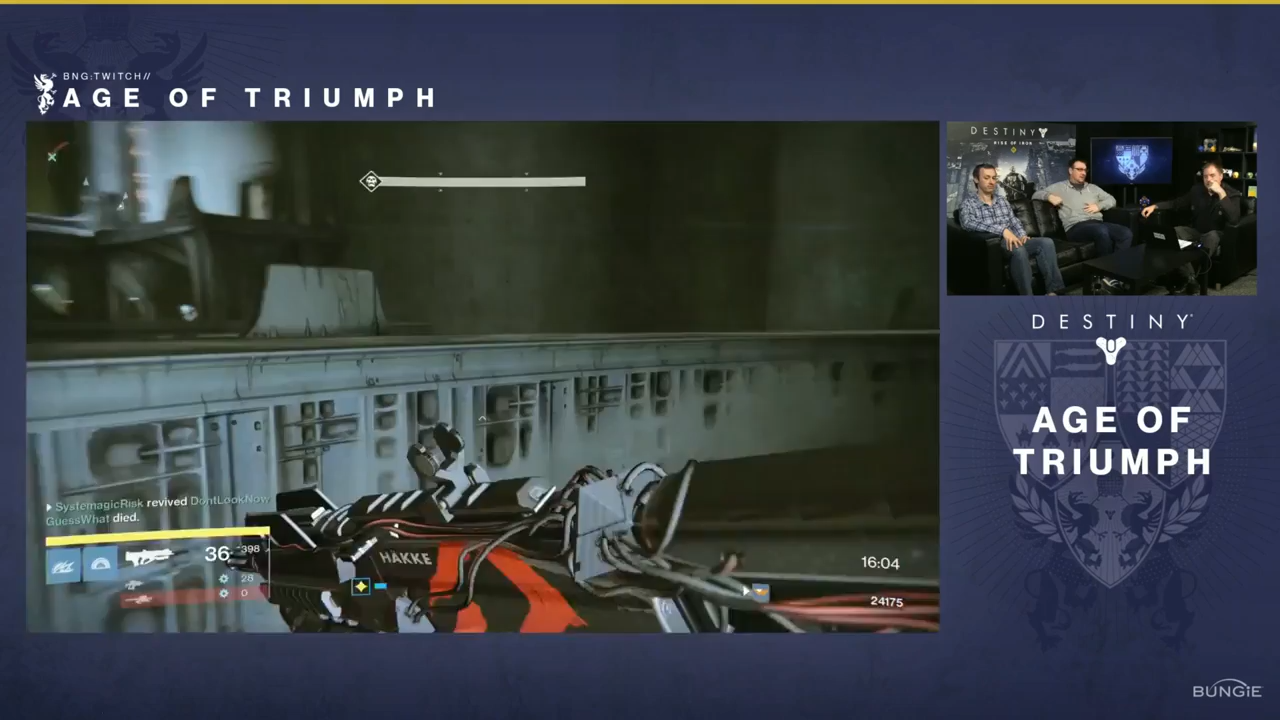 BNG:TWITCH//
AGE OF TRIUMPH
DESTINY
RISE OF IRON
SystemagicRisk revived DontLookNow
GuessWhat died.
36
398
28
0
HAKKE
16:04
24175
DESTINY
AGE OF
TRIUMPH
BUNGIE